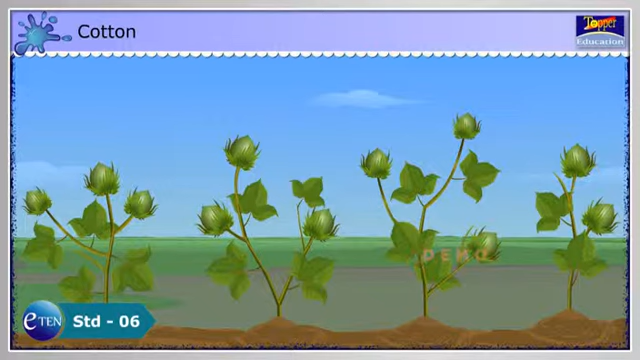 Cotton
Topper
Education
DEMO
eTEN
Std - 06